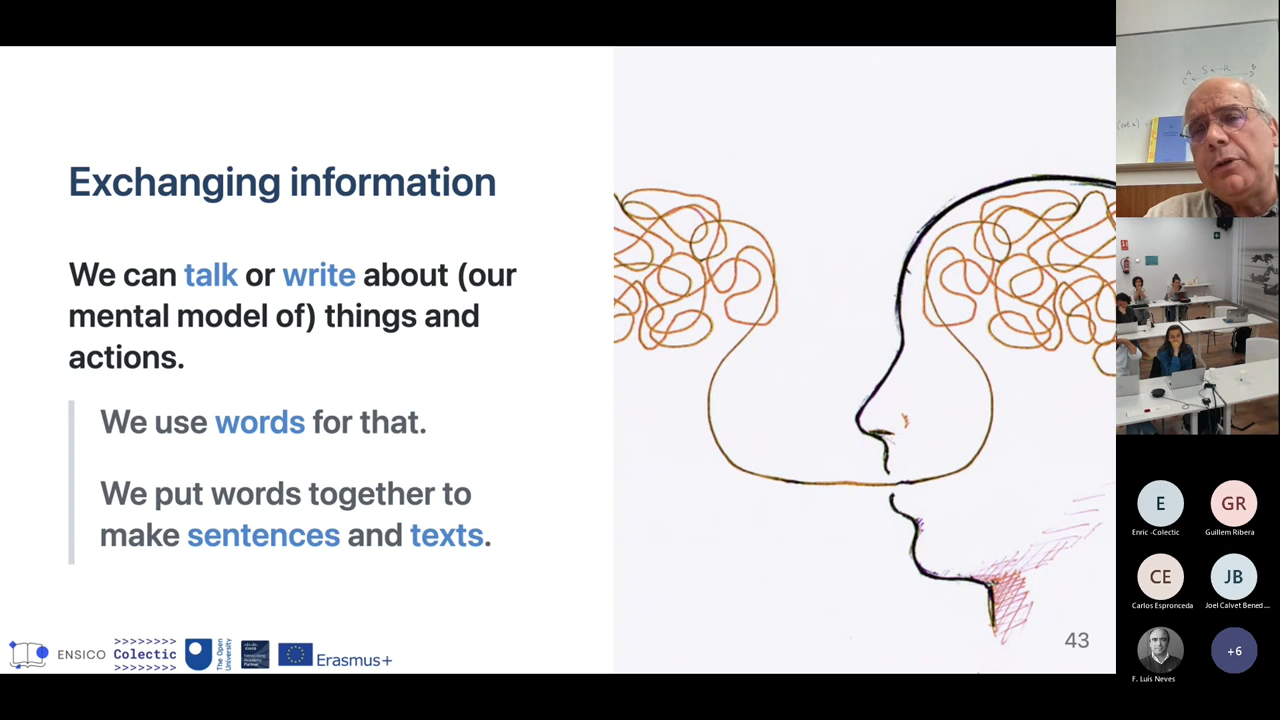 Exchanging information
We can talk or write about (our
mental model of) things and
actions.
We use words for that.
We put words together to
make sentences and texts.
43
ENSICO
>>>>>>>>
Colectic
>>>>>>>>
The Open
University
Erasmus+
E
Enric -Colectic
GR
Guillem Ribera
CE
Carlos Espronceda
JB
Joel Calvet Bened...
F. Luís Neves
+6